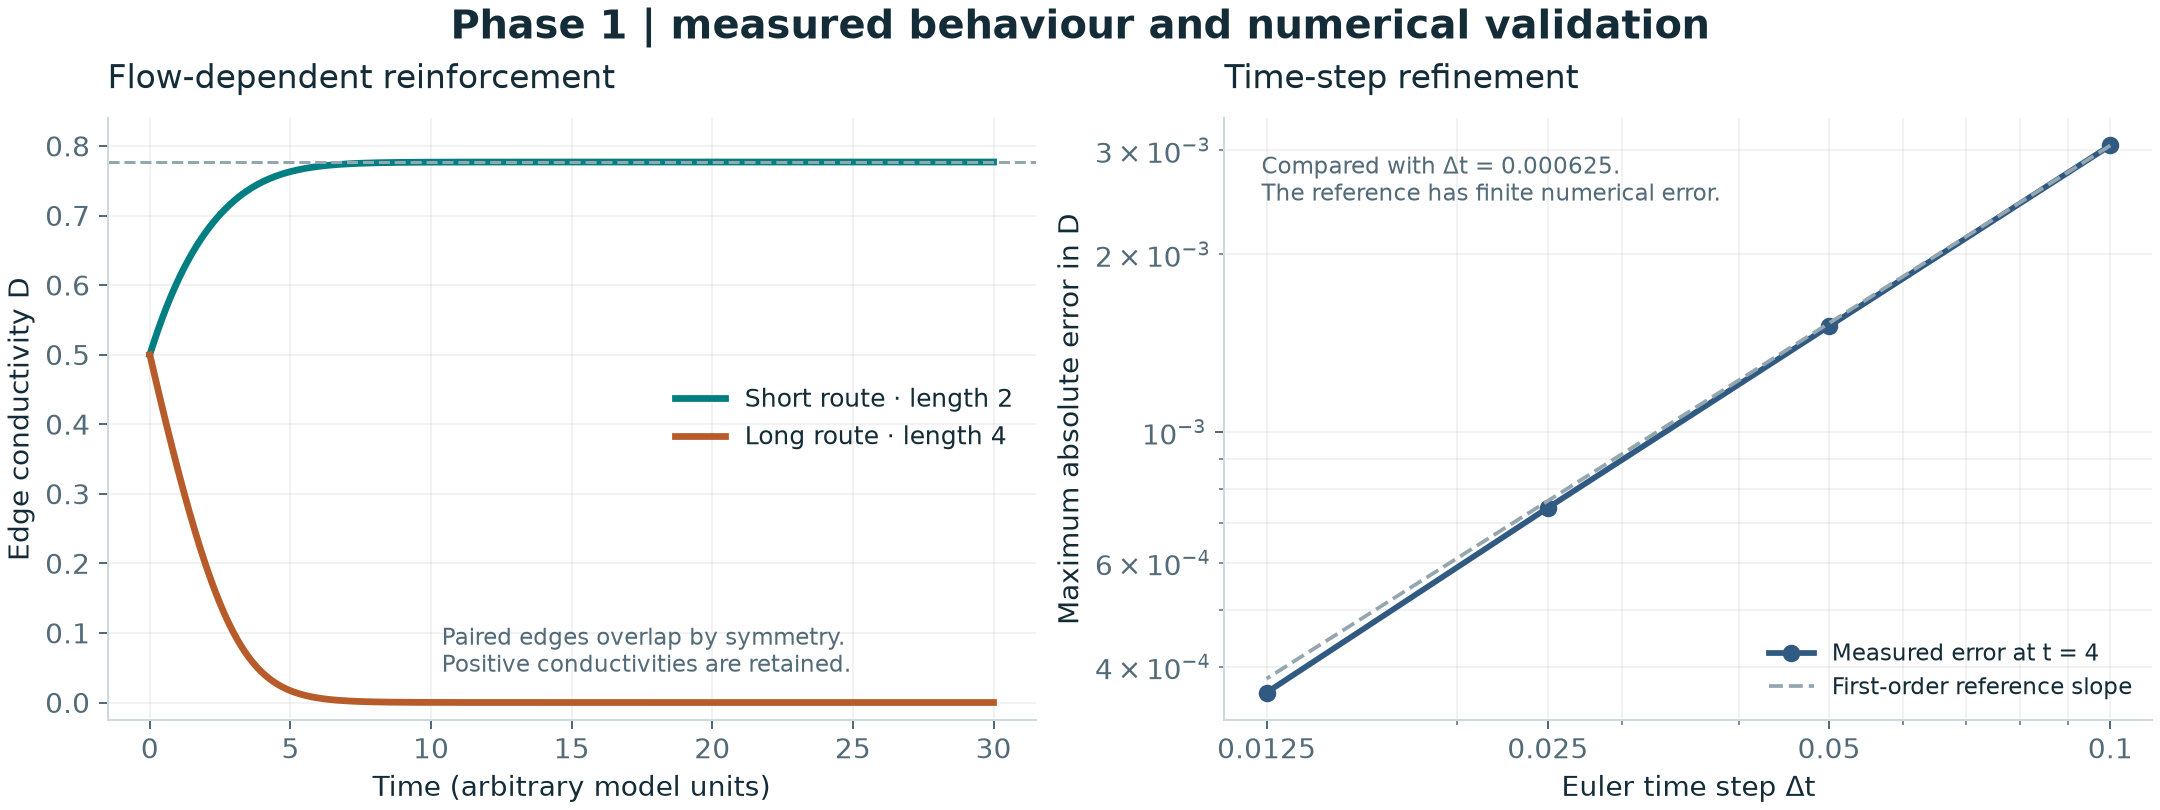 Phase 1 | measured behaviour and numerical validation
Flow-dependent reinforcement
Edge conductivity D
0.8
0.7
0.6
0.5
0.4
0.3
0.2
0.1
0.0
Short route · length 2
Long route · length 4
Paired edges overlap by symmetry.
Positive conductivities are retained.
0 5 10 15 20 25 30
Time (arbitrary model units)
Time-step refinement
Maximum absolute error in D
3 × 10⁻³
2 × 10⁻³
10⁻³
6 × 10⁻⁴
4 × 10⁻⁴
Compared with Δt = 0.000625.
The reference has finite numerical error.
Measured error at t = 4
First-order reference slope
0.0125 0.025 0.05 0.1
Euler time step Δt